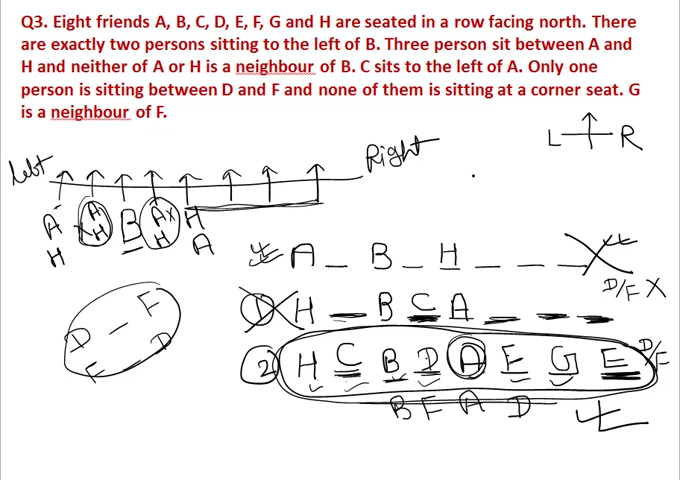 Q3. Eight friends A, B, C, D, E, F, G and H are seated in a row facing north. There
are exactly two persons sitting to the left of B. Three person sit between A and
H and neither of A or H is a neighbour of B. C sits to the left of A. Only one
person is sitting between D and F and none of them is sitting at a corner seat. G
is a neighbour of F.
L R
Left Right
A A B A X H
H X H H A
A _ B _ H _ _ _
D/F X
D _ F
F _ D
1 H _ B C A _ _ _
2 H C B D A F G E D/F
B F A D